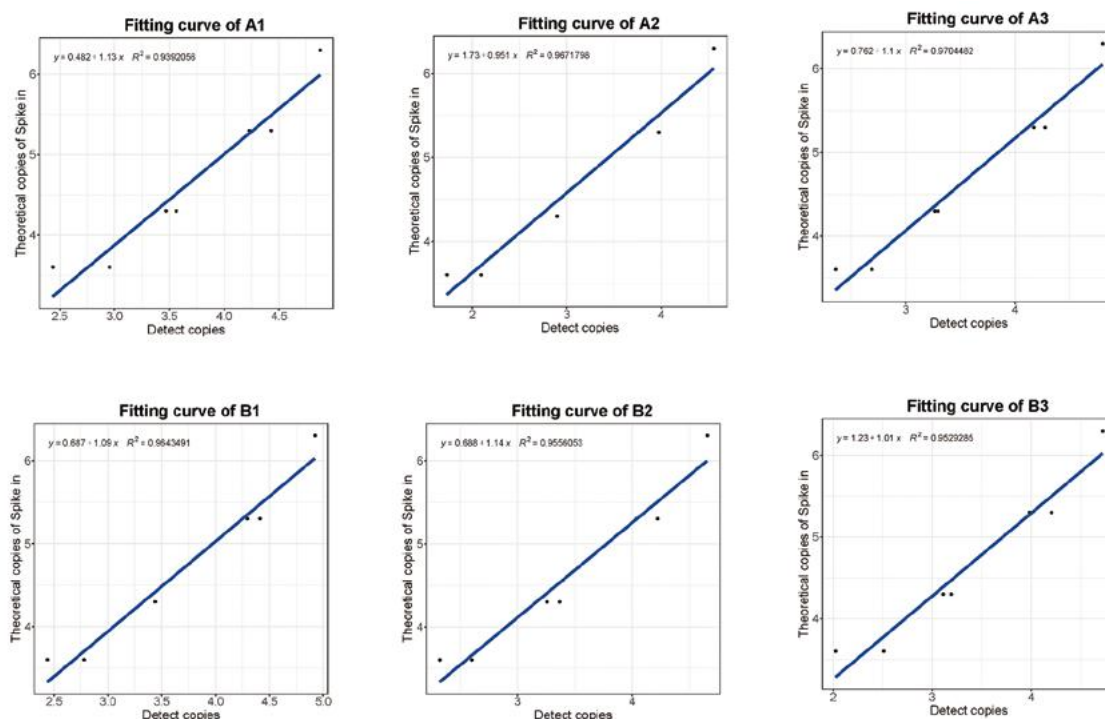 Fitting curve of A1
y = 0.482 + 1.13 x R² = 0.9392056
Theoretical copies of Spike in
6
5
4
2.5 3.0 3.5 4.0 4.5
Detect copies
Fitting curve of A2
y = 1.73 + 0.951 x R² = 0.9671798
Theoretical copies of Spike in
6
5
4
2 3 4
Detect copies
Fitting curve of A3
y = 0.762 + 1.1 x R² = 0.9704482
Theoretical copies of Spike in
6
5
4
3 4
Detect copies
Fitting curve of B1
y = 0.687 + 1.09 x R² = 0.9643491
Theoretical copies of Spike in
6
5
4
2.5 3.0 3.5 4.0 4.5 5.0
Detect copies
Fitting curve of B2
y = 0.688 + 1.14 x R² = 0.9556053
Theoretical copies of Spike in
6
5
4
3 4
Detect copies
Fitting curve of B3
y = 1.23 + 1.01 x R² = 0.9529285
Theoretical copies of Spike in
6
5
4
2 3 4
Detect copies